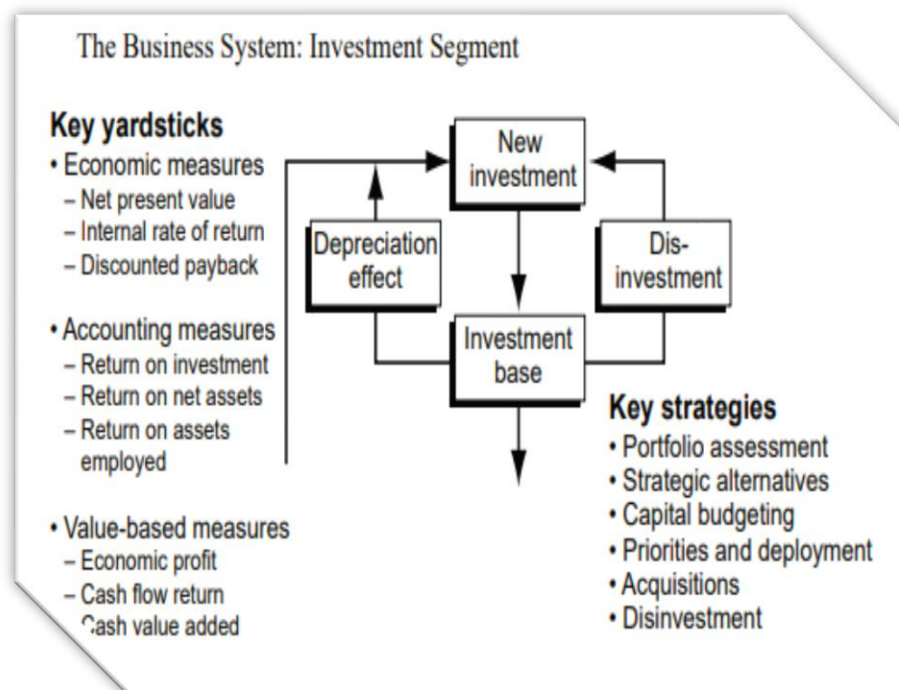 The Business System: Investment Segment
Key yardsticks
• Economic measures
– Net present value
– Internal rate of return
– Discounted payback
• Accounting measures
– Return on investment
– Return on net assets
– Return on assets
employed
• Value-based measures
– Economic profit
– Cash flow return
Cash value added
New
investment
Depreciation
effect
Dis-
investment
Investment
base
Key strategies
• Portfolio assessment
• Strategic alternatives
• Capital budgeting
• Priorities and deployment
• Acquisitions
• Disinvestment